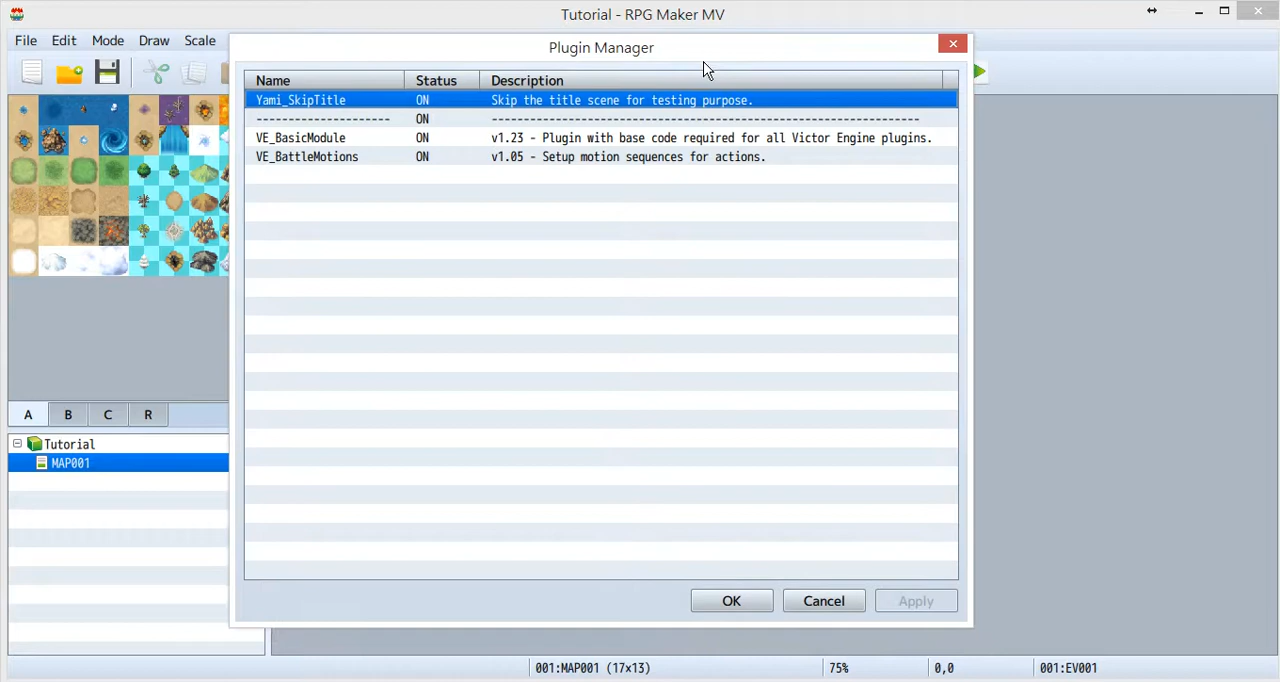 Tutorial - RPG Maker MV
File Edit Mode Draw Scale
Plugin Manager
Name Status Description
Yami_SkipTitle ON Skip the title scene for testing purpose.
--------------------- ON -------------------------------------------------------------------
VE_BasicModule ON v1.23 - Plugin with base code required for all Victor Engine plugins.
VE_BattleMotions ON v1.05 - Setup motion sequences for actions.
A B C R
Tutorial
MAP001
OK Cancel Apply
001:MAP001 (17x13) 75% 0,0 001:EV001